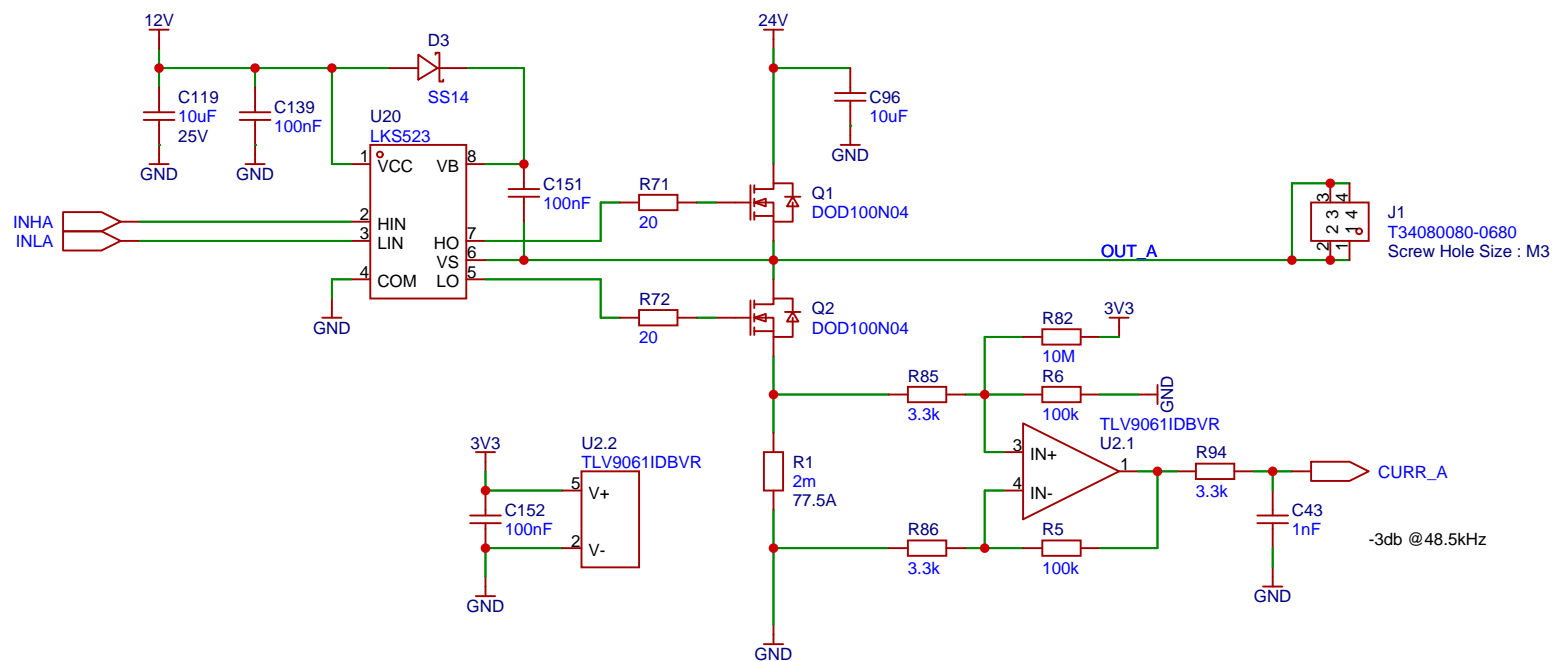 12V
24V
D3
SS14
C119
10uF
25V
C139
100nF
U20
LKS523
C96
10uF
GND
GND
GND
1
VCC
VB
8
C151
100nF
R71
20
Q1
DOD100N04
3
4
3
4
2
1
2
1
J1
T34080080-0680
Screw Hole Size : M3
INHA
INLA
2
HIN
3
LIN
HO
7
VS
6
4
COM
LO
5
OUT_A
GND
R72
20
Q2
DOD100N04
R82
10M
3V3
R85
3.3k
R6
100k
GND
TLV9061IDBVR
U2.1
3
IN+
4
IN-
1
R94
3.3k
CURR_A
3V3
U2.2
TLV9061IDBVR
5
V+
C152
100nF
2
V-
GND
R1
2m
77.5A
R86
3.3k
R5
100k
C43
1nF
-3db @48.5kHz
GND
GND